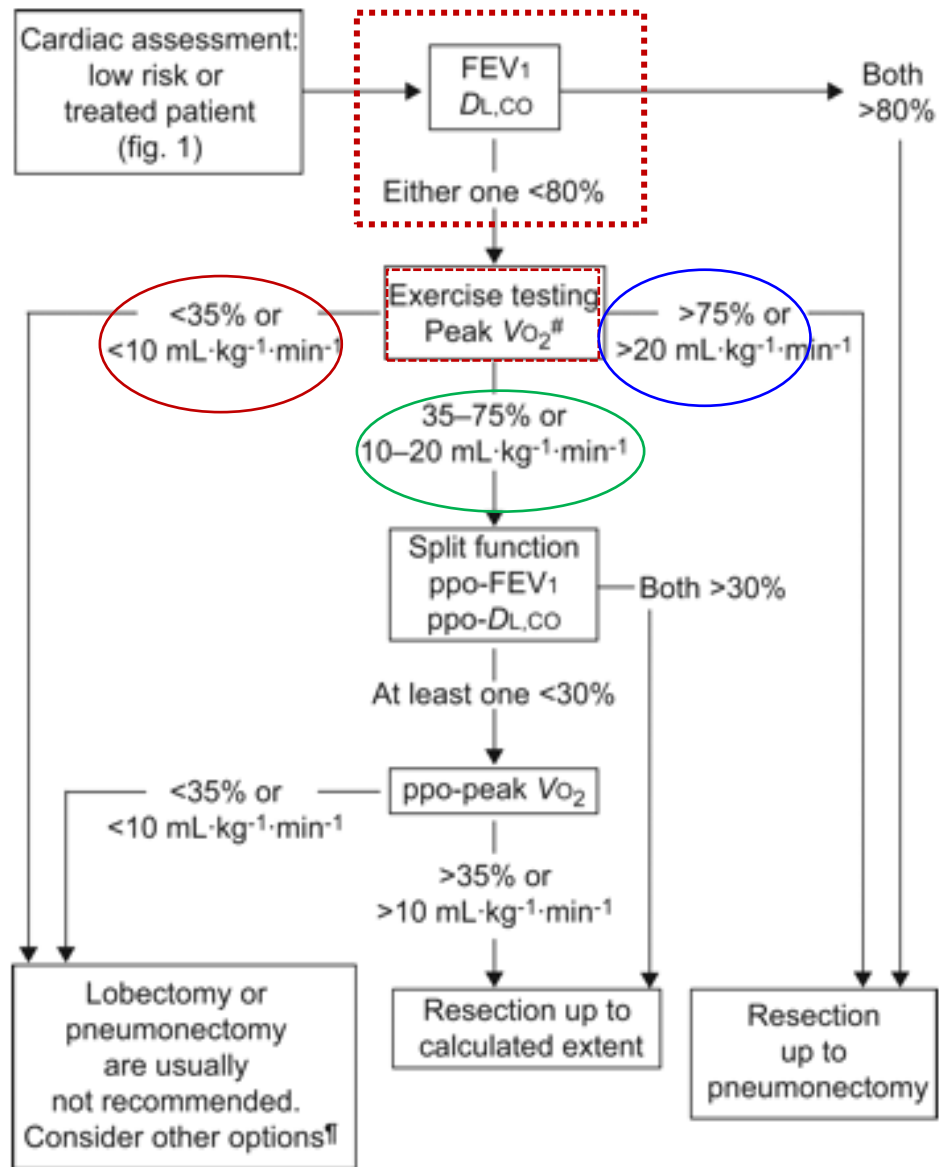 Cardiac assessment:
low risk or
treated patient
(fig. 1)
FEV1
DL,CO
Both
>80%
Either one <80%
Exercise testing
Peak VO2#
<35% or
<10 mL·kg-1·min-1
>75% or
>20 mL·kg-1·min-1
35–75% or
10–20 mL·kg-1·min-1
Split function
ppo-FEV1
ppo-DL,CO
Both >30%
At least one <30%
ppo-peak VO2
<35% or
<10 mL·kg-1·min-1
>35% or
>10 mL·kg-1·min-1
Lobectomy or
pneumonectomy
are usually
not recommended.
Consider other options¶
Resection up to
calculated extent
Resection
up to
pneumonectomy